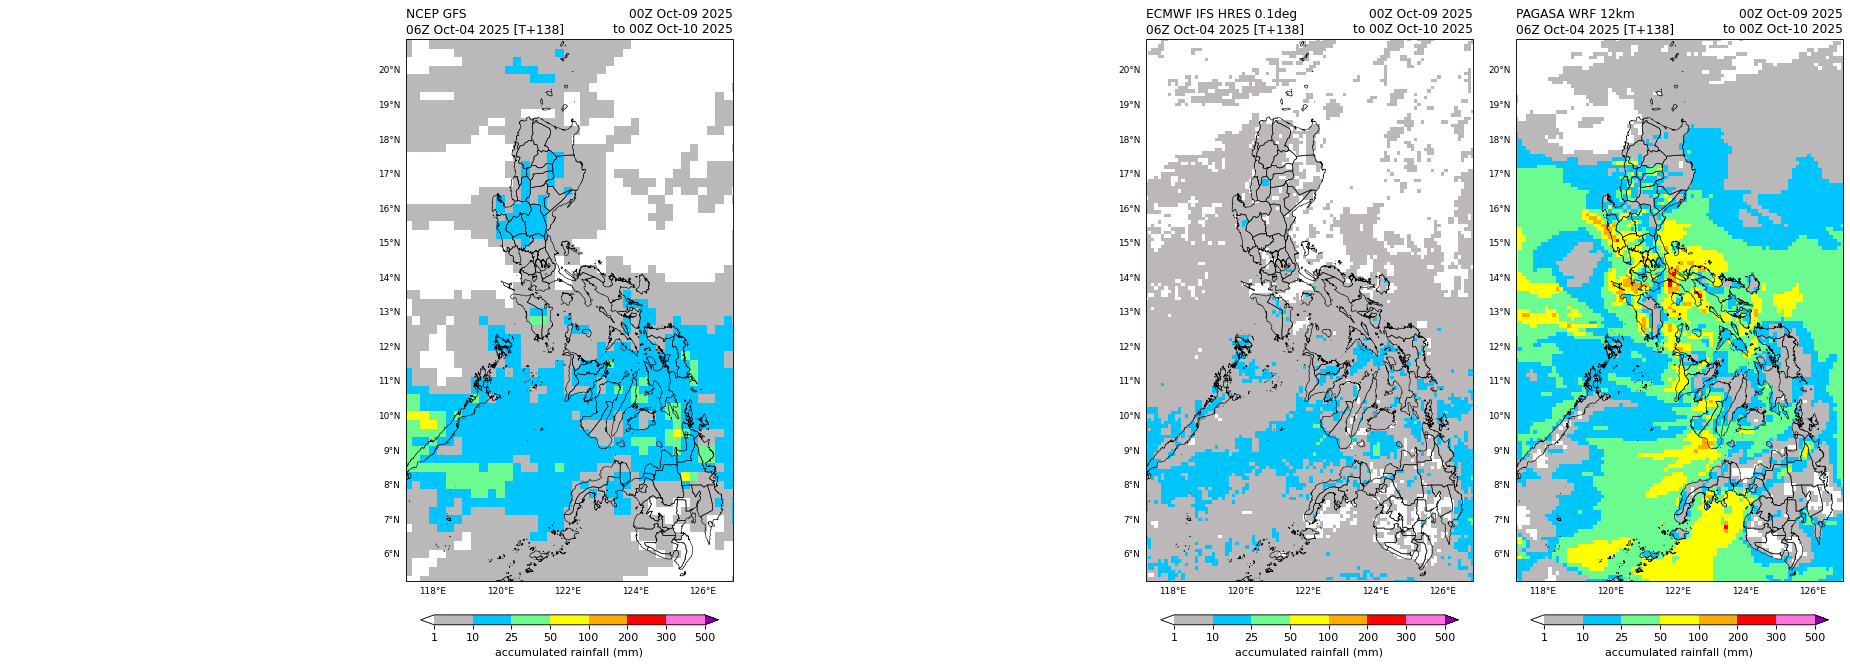 NCEP GFS 00Z Oct-09 2025
06Z Oct-04 2025 [T+138] to 00Z Oct-10 2025
20°N
19°N
18°N
17°N
16°N
15°N
14°N
13°N
12°N
11°N
10°N
9°N
8°N
7°N
6°N
118°E 120°E 122°E 124°E 126°E
1 10 25 50 100 200 300 500
accumulated rainfall (mm)
ECMWF IFS HRES 0.1deg 00Z Oct-09 2025
06Z Oct-04 2025 [T+138] to 00Z Oct-10 2025
20°N
19°N
18°N
17°N
16°N
15°N
14°N
13°N
12°N
11°N
10°N
9°N
8°N
7°N
6°N
118°E 120°E 122°E 124°E 126°E
1 10 25 50 100 200 300 500
accumulated rainfall (mm)
PAGASA WRF 12km 00Z Oct-09 2025
06Z Oct-04 2025 [T+138] to 00Z Oct-10 2025
20°N
19°N
18°N
17°N
16°N
15°N
14°N
13°N
12°N
11°N
10°N
9°N
8°N
7°N
6°N
118°E 120°E 122°E 124°E 126°E
1 10 25 50 100 200 300 500
accumulated rainfall (mm)